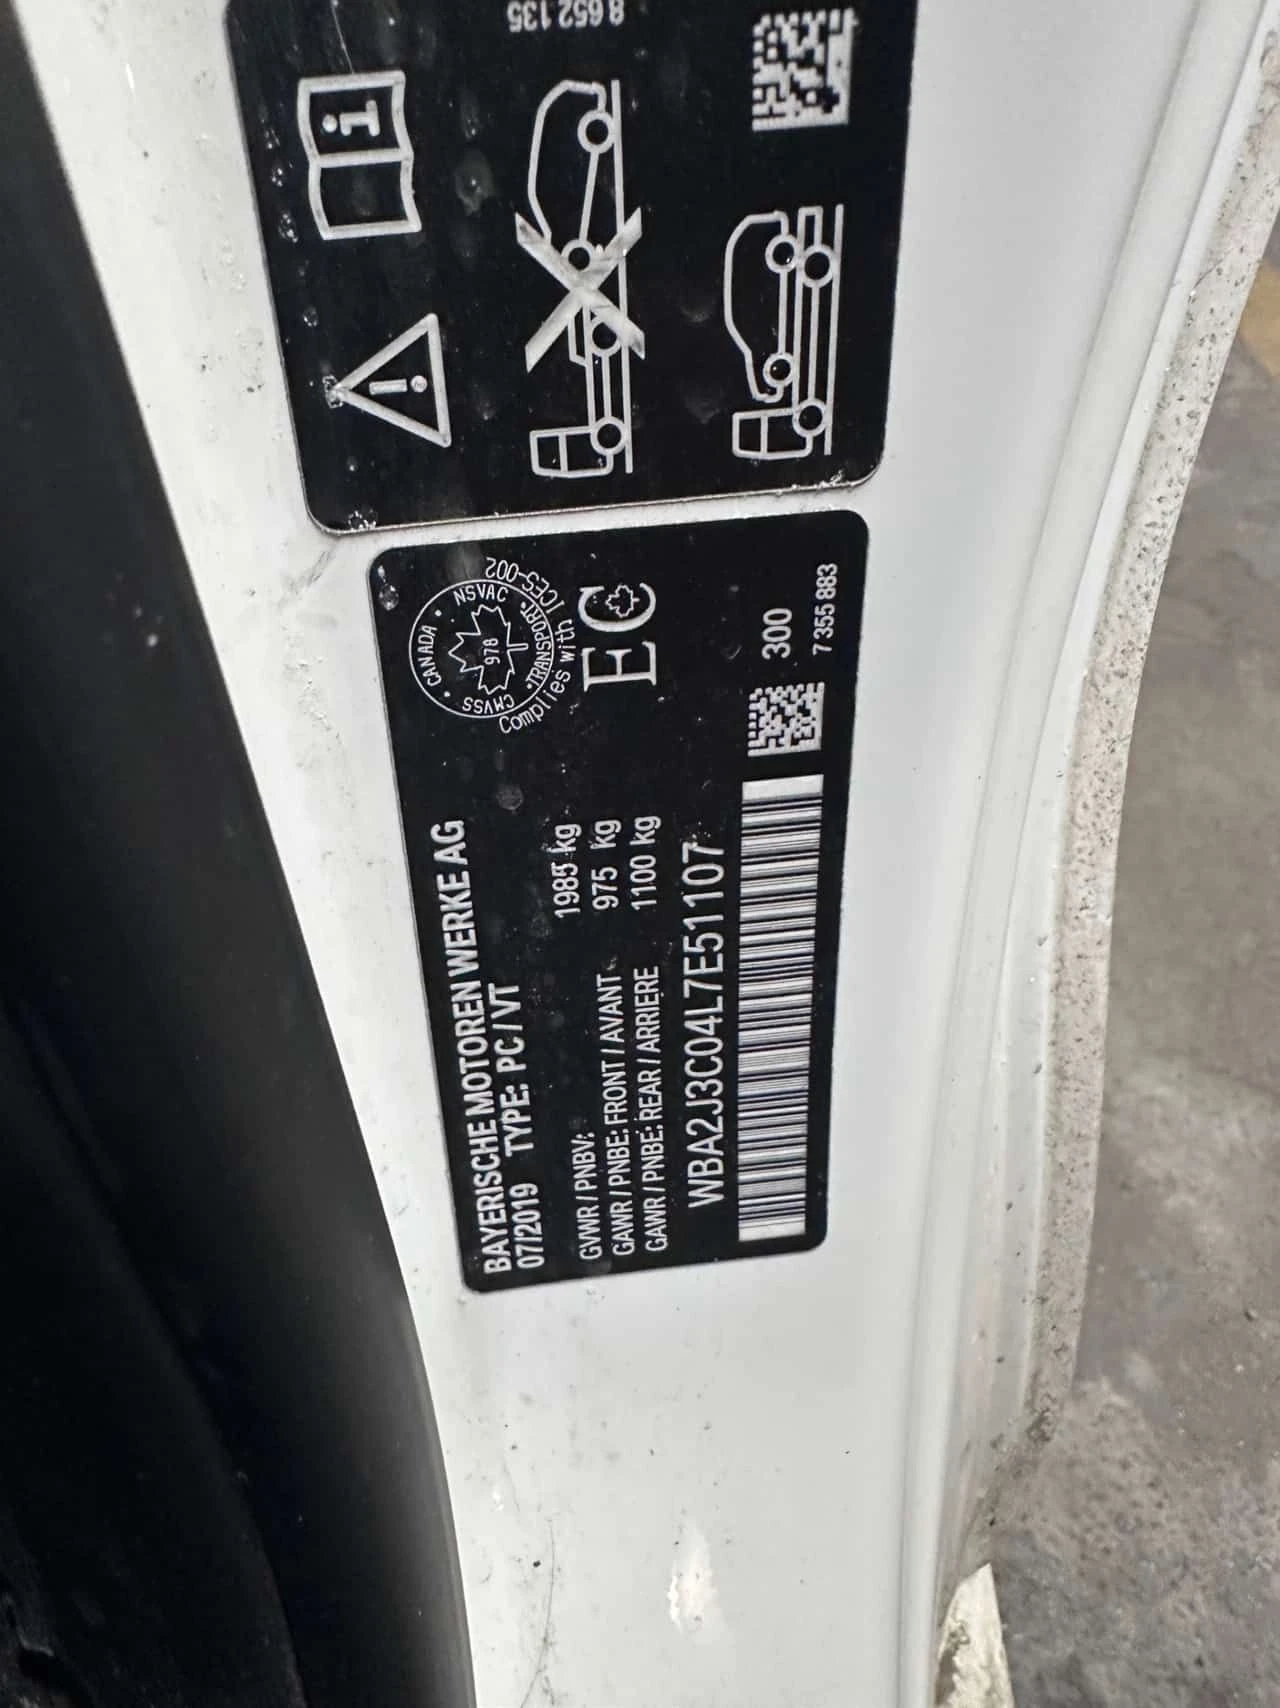 8 652 135
BAYERISCHE MOTOREN WERKE AG
07/2019 TYPE: PC/VT
GVWR/PNBV: 1985 kg
GAWR/PNBE: FRONT/AVANT 975 kg
GAWR/PNBE: REAR/ARRIERE 1100 kg
WBA2J3C04L7E51107
CANADA • NSVAC • TRANSPORT • CMVSS •
978
Complies with ICES-002
EC
300
7 355 883